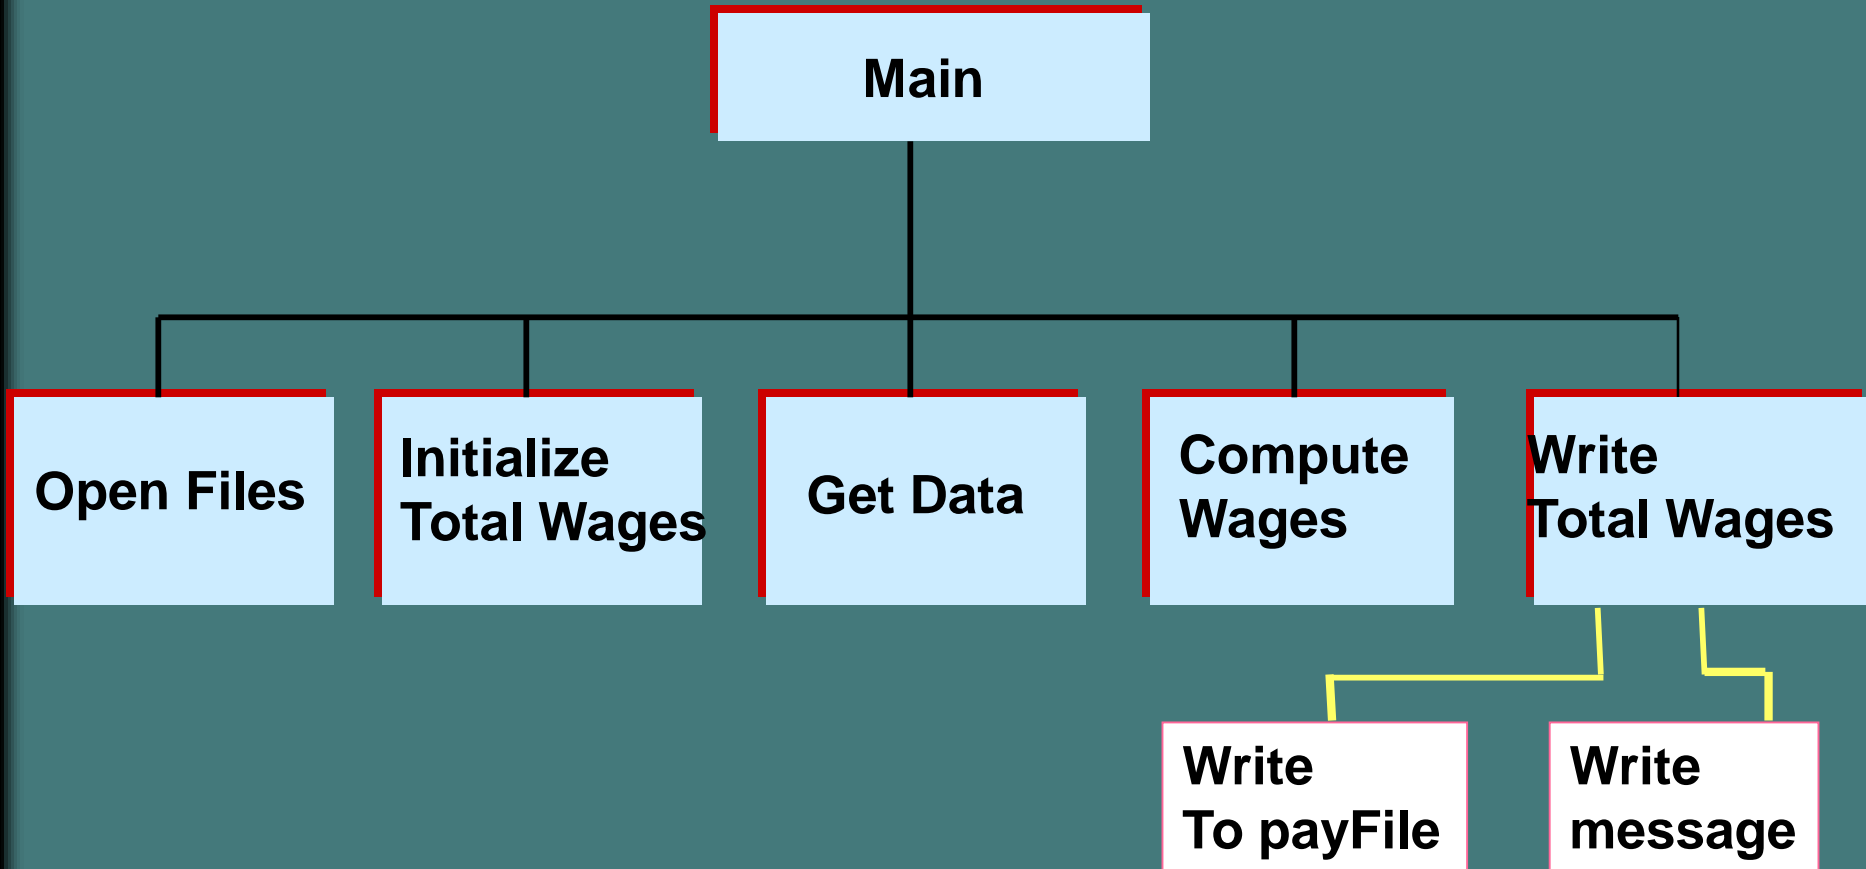 Main
Open Files
Initialize
Total Wages
Get Data
Compute
Wages
Write
Total Wages
Write
To payFile
Write
message